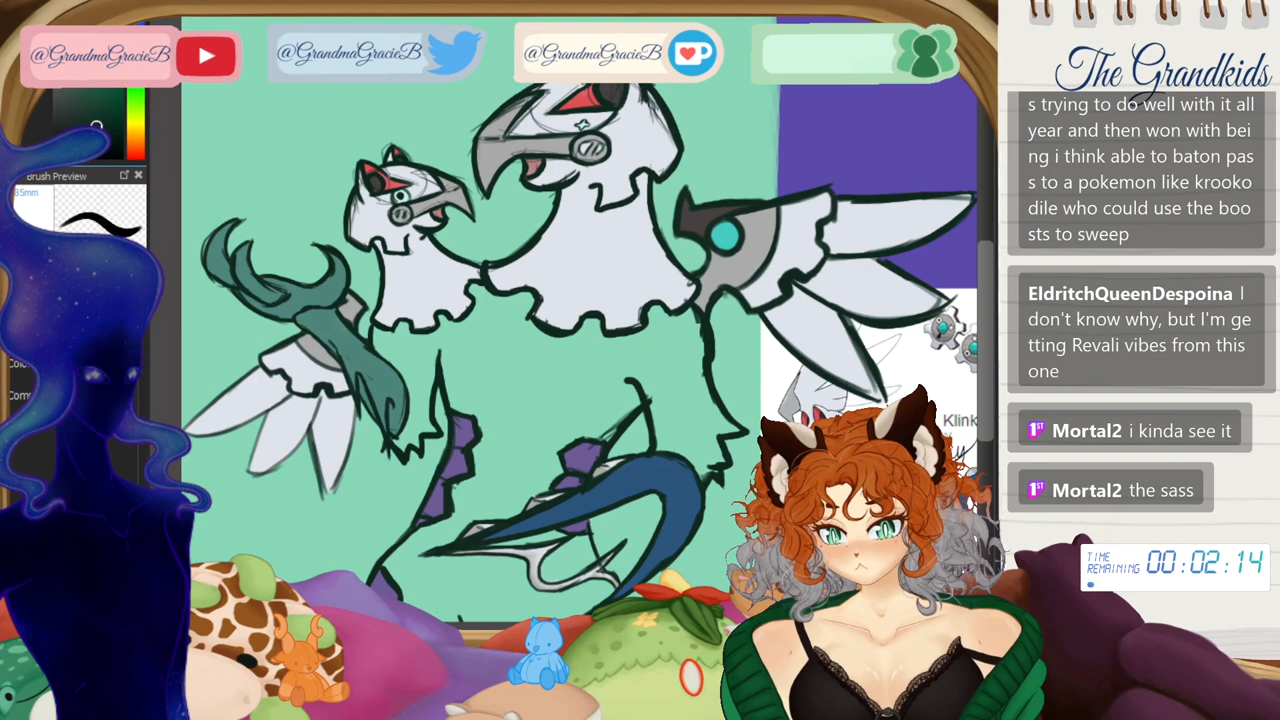 @GrandmaGracieB
@GrandmaGracieB
@GrandmaGracieB
The Grandkids
s trying to do well with it all
year and then won with bei
ng i think able to baton pas
s to a pokemon like krooko
dile who could use the boo
sts to sweep
EldritchQueenDespoina I
don't know why, but I'm ge
tting Revali vibes from this
one
1ST Mortal2 i kinda see it
1ST Mortal2 the sass
TIME
REMAINING 00:02:14
Brush Preview
Klink